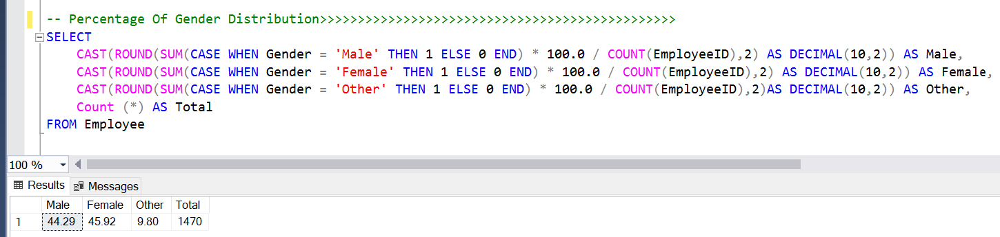 -- Percentage Of Gender Distribution>>>>>>>>>>>>>>>>>>>>>>>>>>>>>>>>>>>>>>>>>>>>>>>
SELECT
CAST(ROUND(SUM(CASE WHEN Gender = 'Male' THEN 1 ELSE 0 END) * 100.0 / COUNT(EmployeeID),2) AS DECIMAL(10,2)) AS Male,
CAST(ROUND(SUM(CASE WHEN Gender = 'Female' THEN 1 ELSE 0 END) * 100.0 / COUNT(EmployeeID),2) AS DECIMAL(10,2)) AS Female,
CAST(ROUND(SUM(CASE WHEN Gender = 'Other' THEN 1 ELSE 0 END) * 100.0 / COUNT(EmployeeID),2)AS DECIMAL(10,2)) AS Other,
Count (*) AS Total
FROM Employee
100 %
Results Messages
Male Female Other Total
1 44.29 45.92 9.80 1470